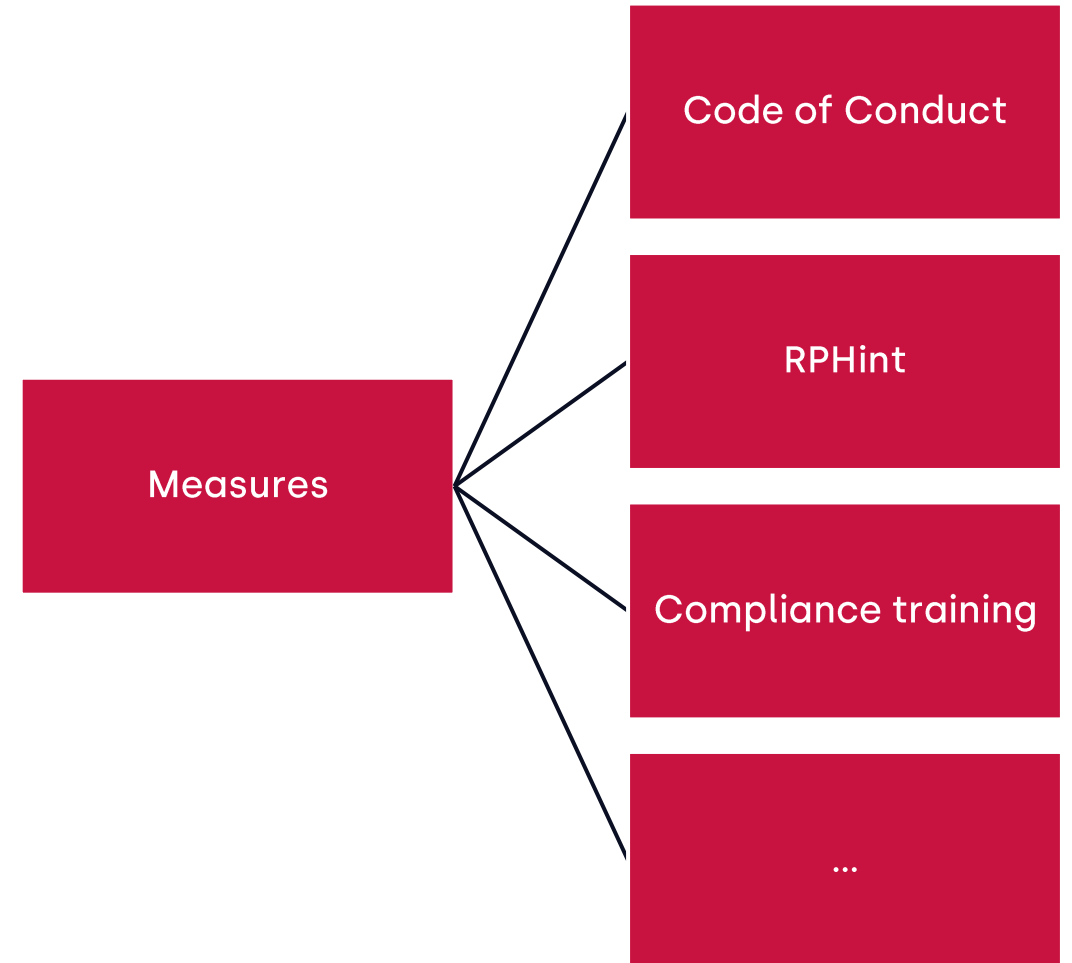 Code of Conduct
RPHint
Measures
Compliance training
...